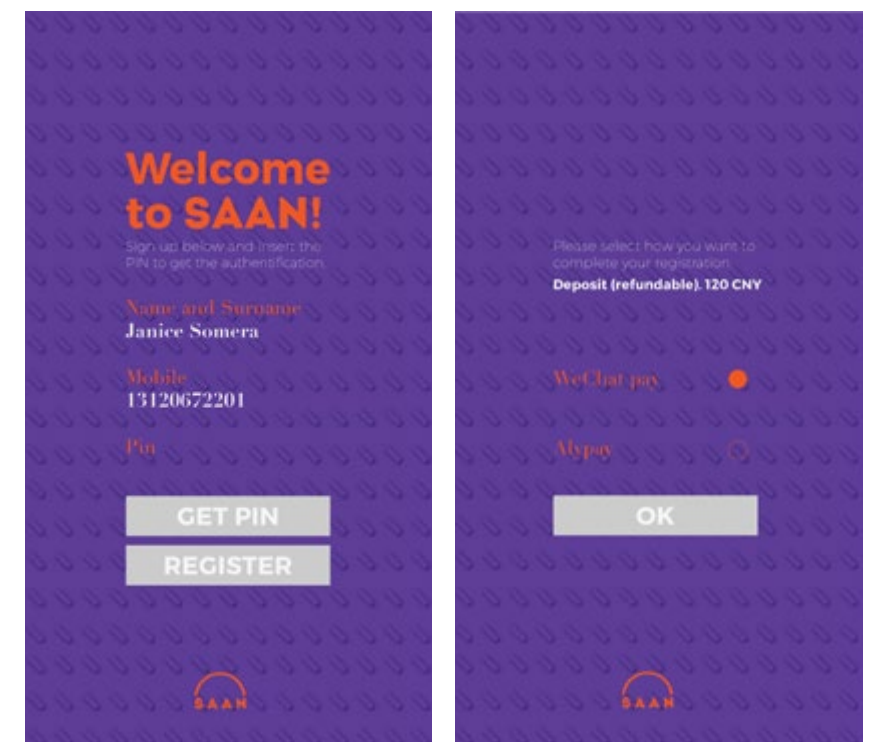 Welcome
to SAAN!
Sign up below and insert the
PIN to get the authentification.
Name and Surname
Janice Somera
Mobile
13120672201
Pin
GET PIN
REGISTER
SAAN
Please select how you want to
complete your registration
Deposit (refundable). 120 CNY
WeChat pay
Alypay
OK
SAAN